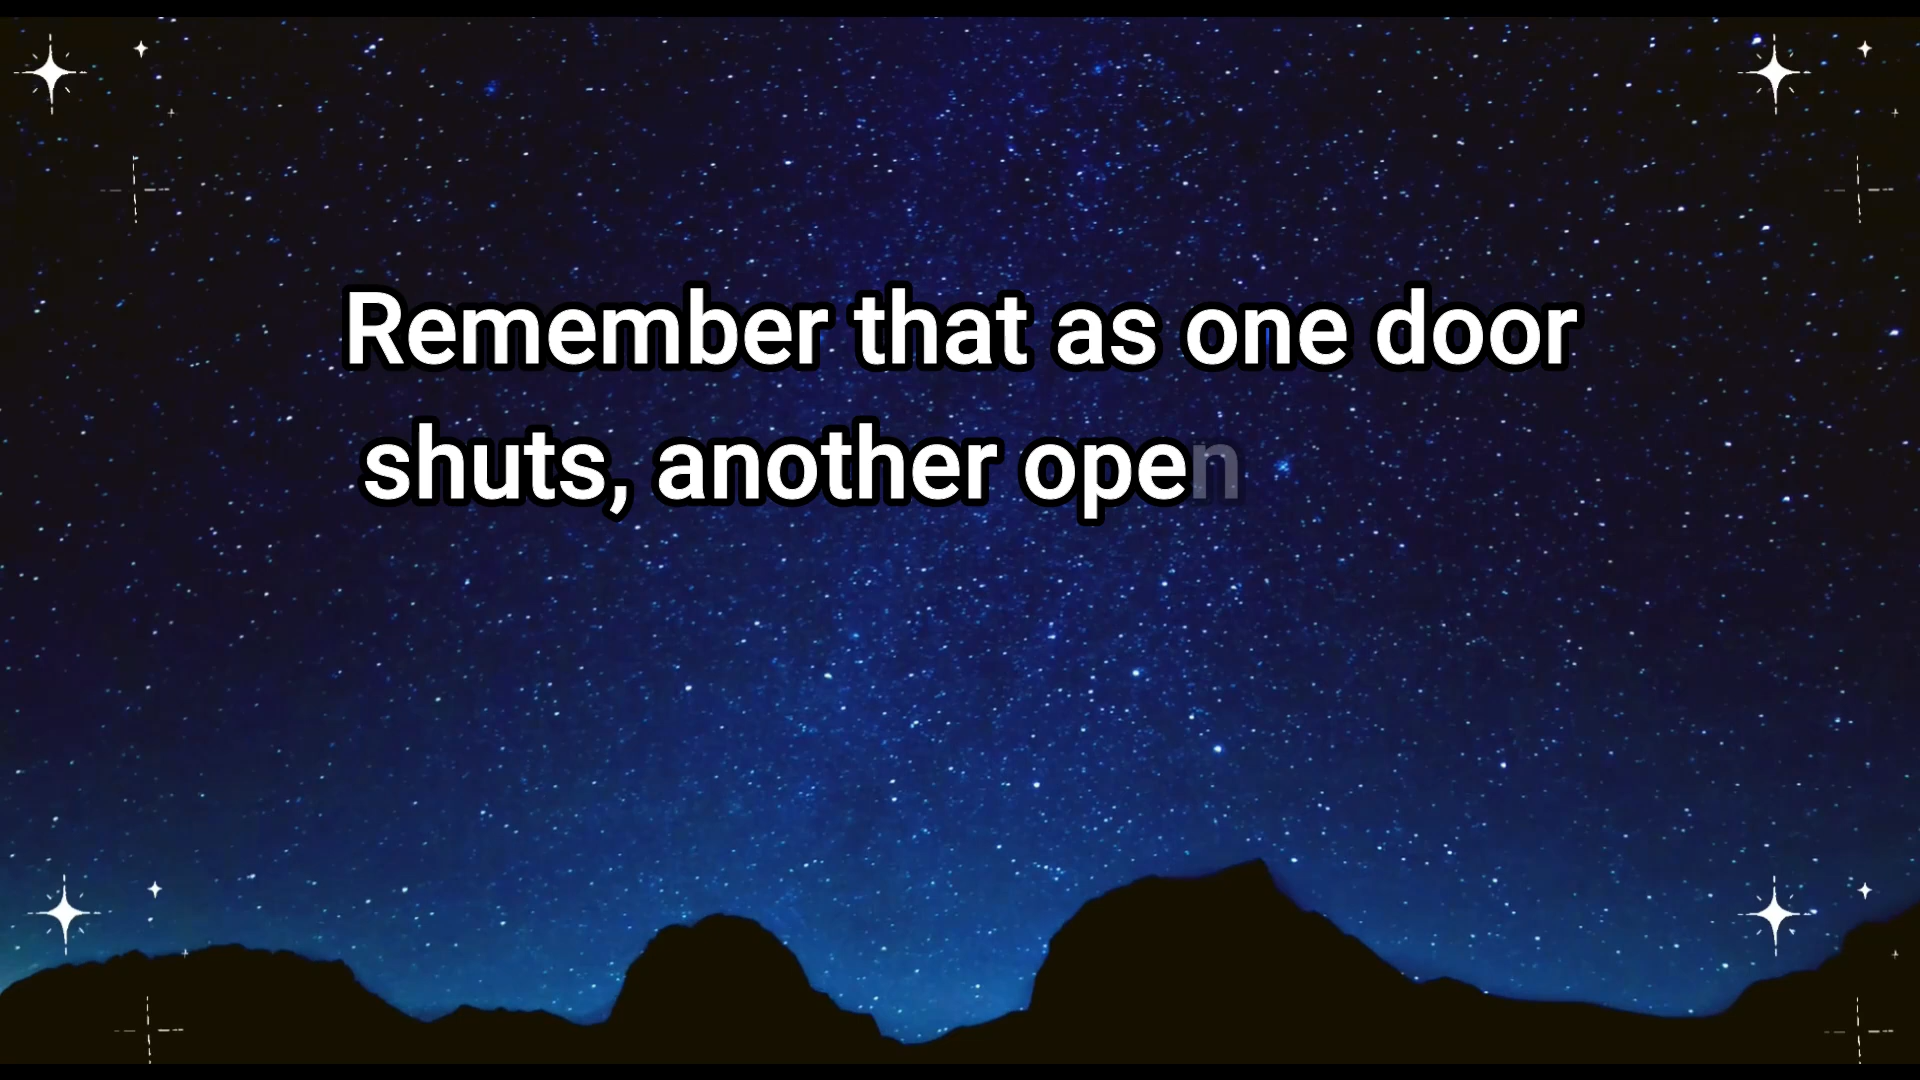 Remember that as one door
shuts, another open